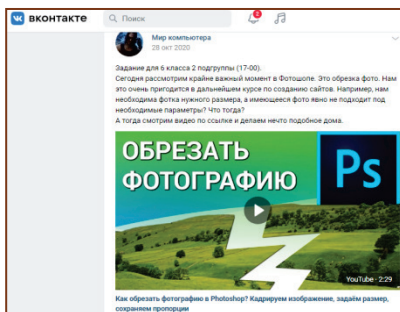 вконтакте
Поиск
2
Мир компьютера
28 окт 2020
Задание для 6 класса 2 подгруппы (17-00).
Сегодня рассмотрим крайне важный момент в Фотошопе. Это обрезка фото. Нам
это очень пригодится в дальнейшем курсе по созданию сайтов. Например, нам
необходима фотка нужного размера, а имеющееся фото явно не подходит под
необходимые параметры? Что тогда?
А тогда смотрим видео по ссылке и делаем нечто подобное дома.
ОБРЕЗАТЬ
ФОТОГРАФИЮ
Ps
YouTube · 2:29
Как обрезать фотографию в Photoshop? Кадрируем изображение, задаём размер,
сохраняем пропорции